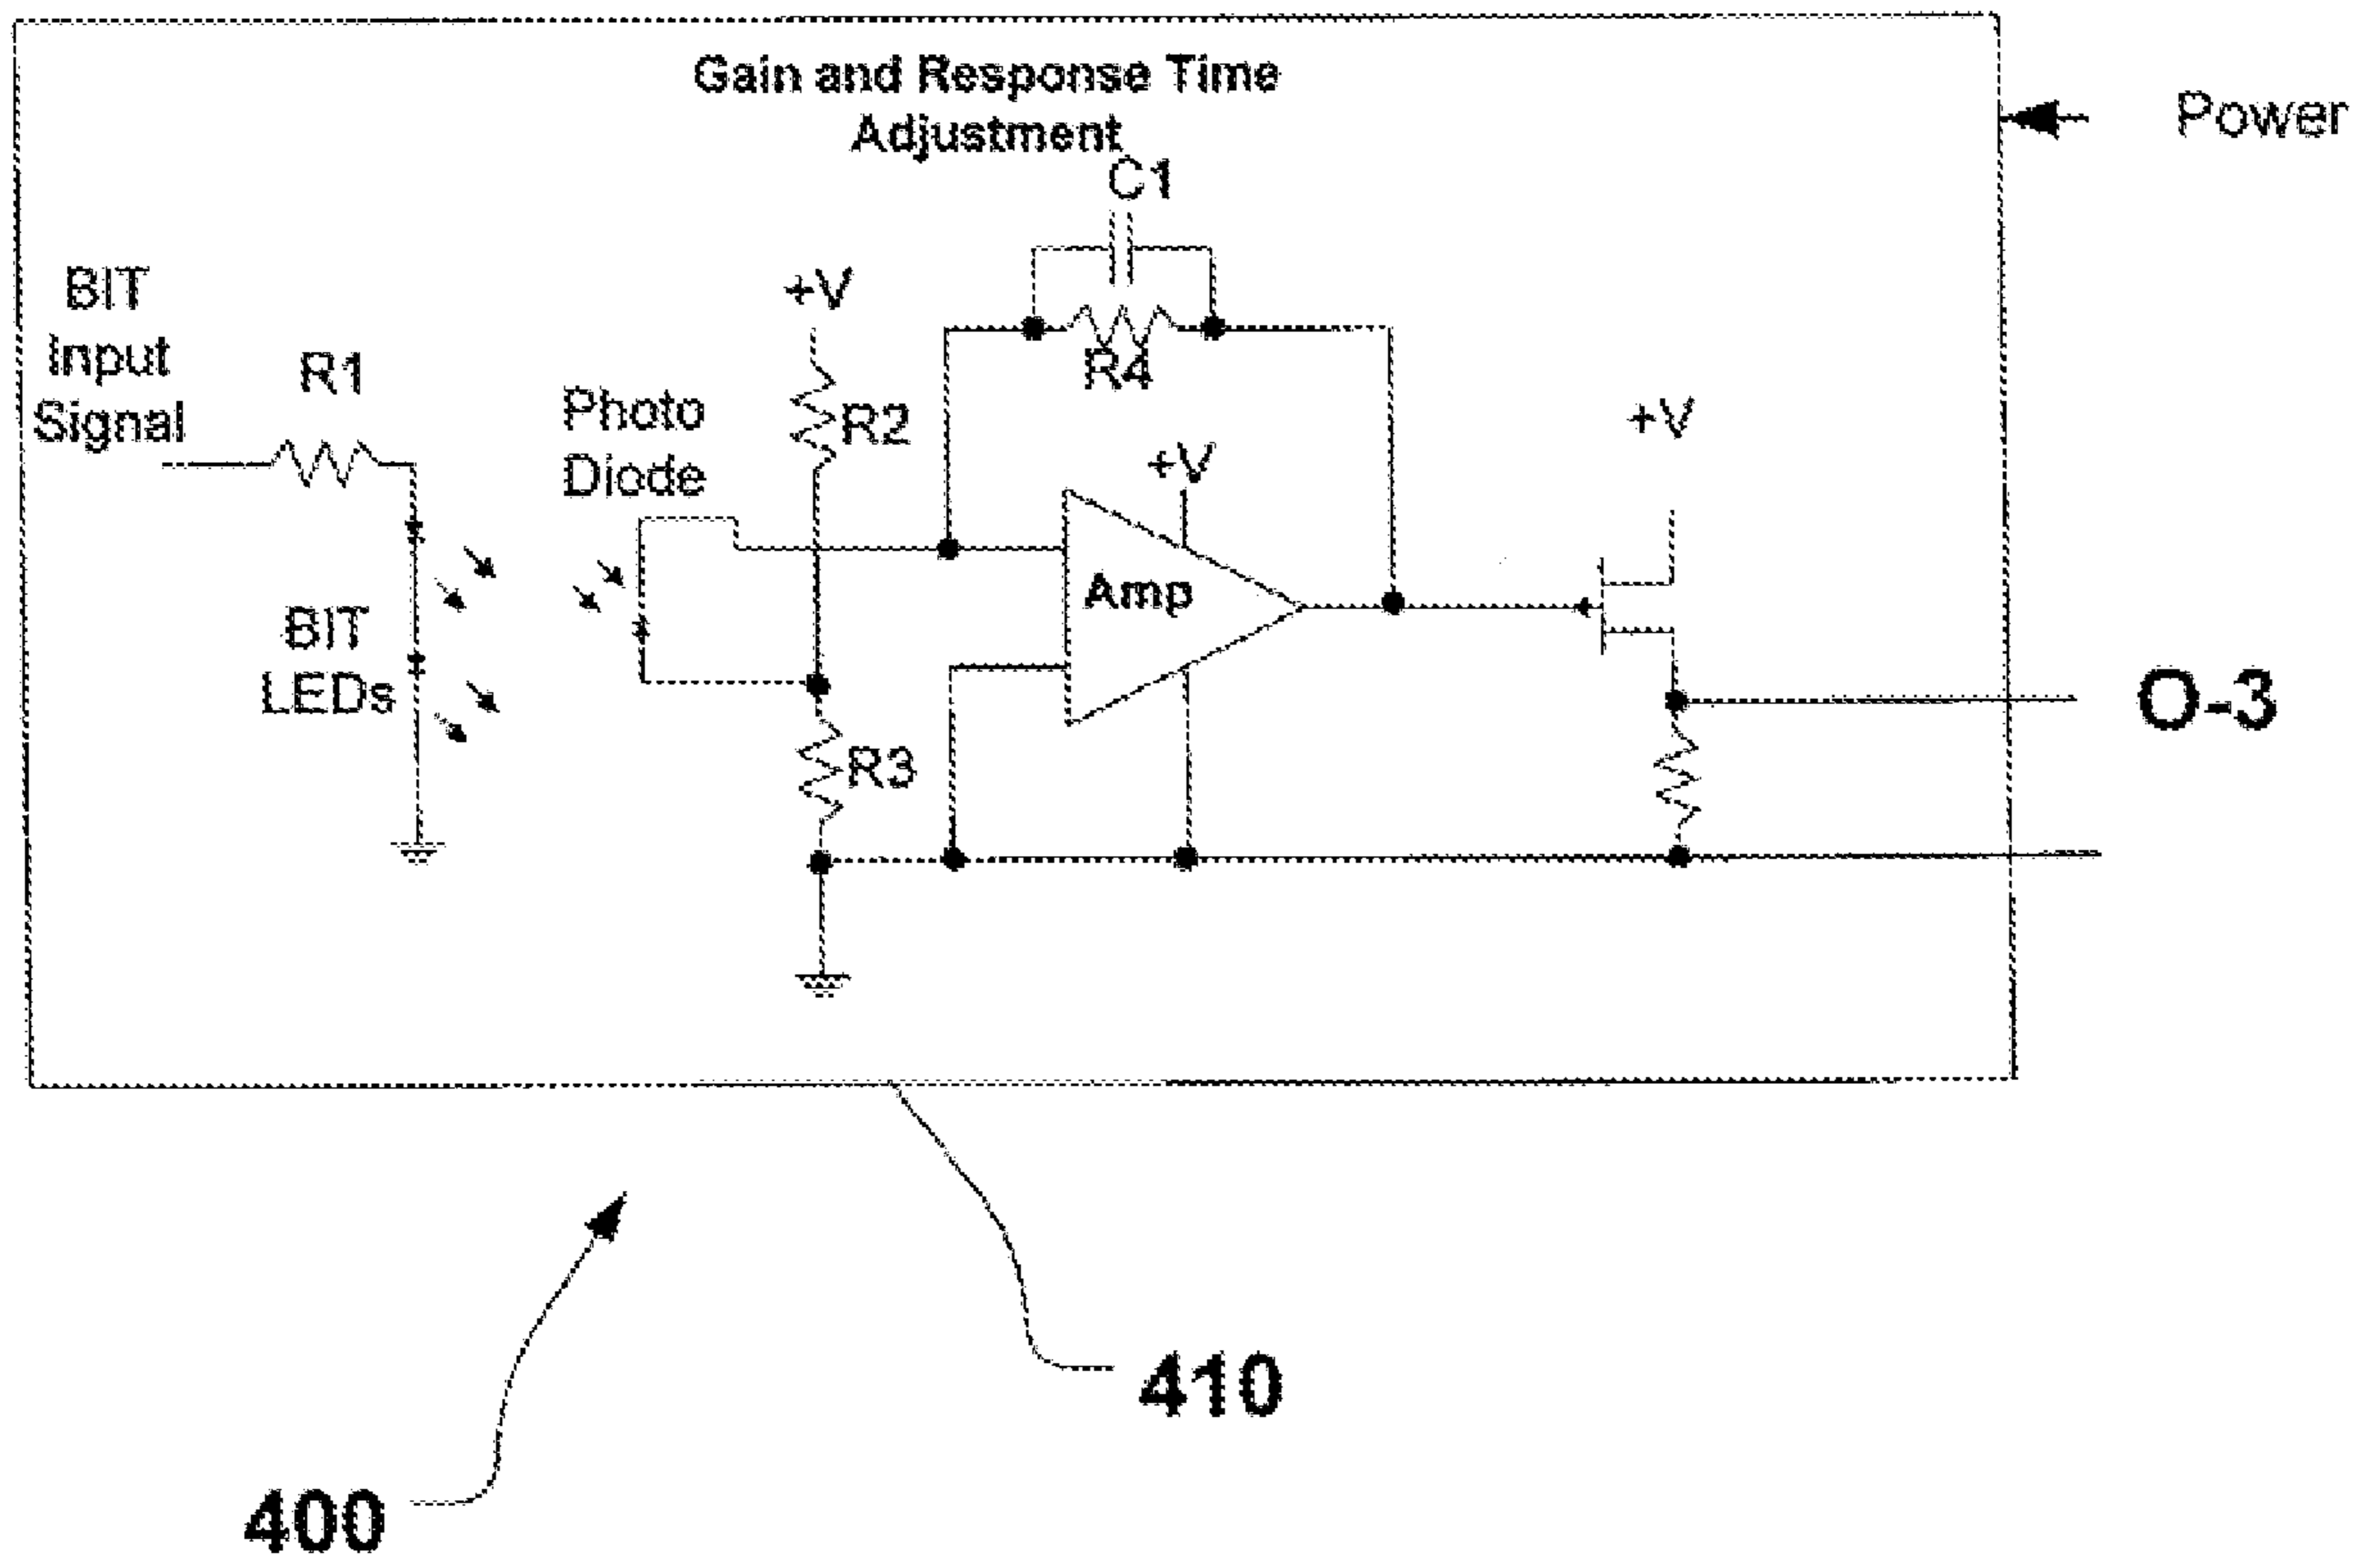 Gain and Response Time
Adjustment
Power
C1
BIT
Input
Signal
+V
R1
R4
Photo
Diode
R2
+V
+V
Amp
BIT
LEDs
O-3
R3
410
400